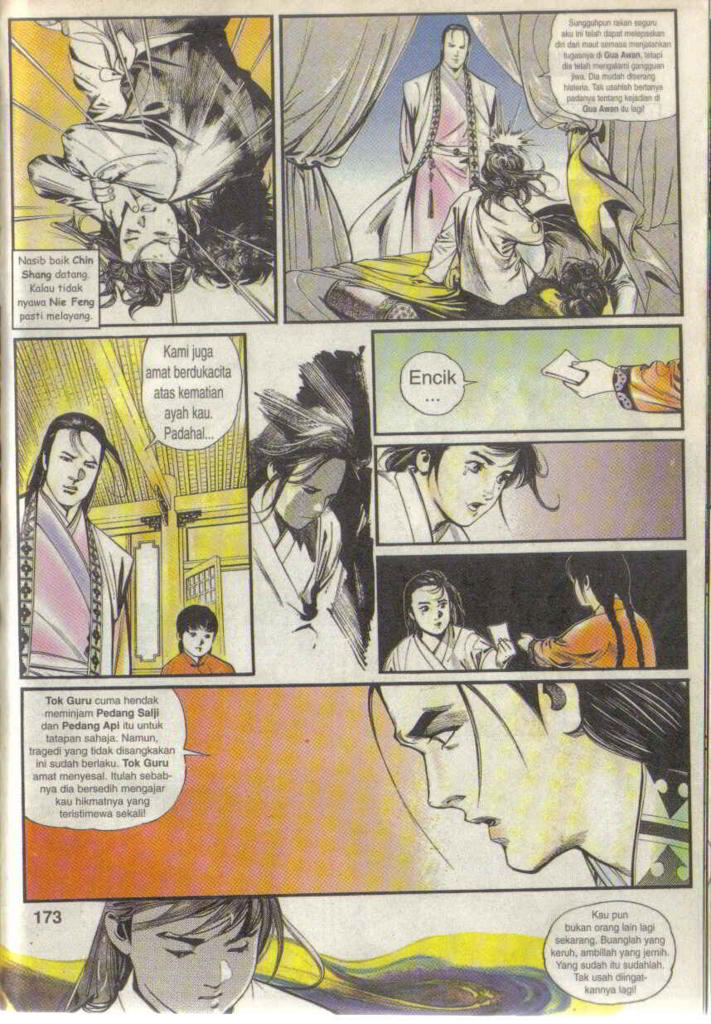 Nasib baik Chin
Shang datang.
Kalau tidak
nyawa Nie Feng
pasti melayang.
Sungguhpun rakan seguru
aku ini telah dapat melepaskan
diri dari maut semasa menjalankan
tugasnya di Gua Awan, tetapi
dia telah mengalami gangguan
jiwa. Dia mudah diserang
histeria. Tak usahlah bertanya
padanya tentang kejadian di
Gua Awan itu lagi!
Kami juga
amat berdukacita
atas kematian
ayah kau.
Padahal...
Encik
...
Tok Guru cuma hendak
meminjam Pedang Salji
dan Pedang Api itu untuk
tatapan sahaja. Namun,
tragedi yang tidak disangkakan
ini sudah berlaku. Tok Guru
amat menyesal. Itulah sebab-
nya dia bersedih mengajar
kau hikmatnya yang
teristimewa sekali!
173
Kau pun
bukan orang lain lagi
sekarang. Buanglah yang
keruh, ambillah yang jernih.
Yang sudah itu sudahlah.
Tak usah diingat-
kannya lagi!